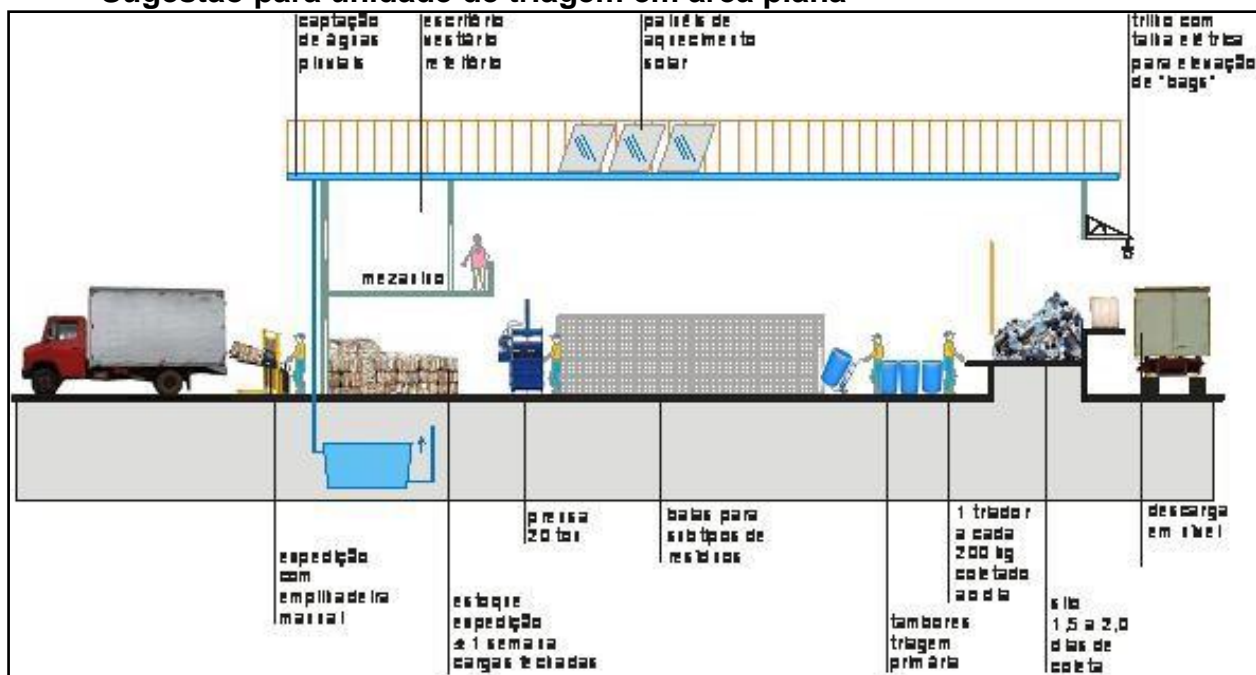 Sugestão para unidade de triagem em área plana
captação
de águas
pluviais
escritório
vestiário
refeitório
painéis de
aquecimento
solar
trilho com
talha elétrica
para elevação
de "bags"
mezanino
expedição
com
empilhadeira
manual
estoque
expedição
± 1 semana
cargas fechadas
prensa
20 ton
baias para
subtipos de
resíduos
tambores
triagem
primária
1 triador
a cada
200 kg
coletado
ao dia
silo
1,5 a 2,0
dias de
coleta
descarga
em nível